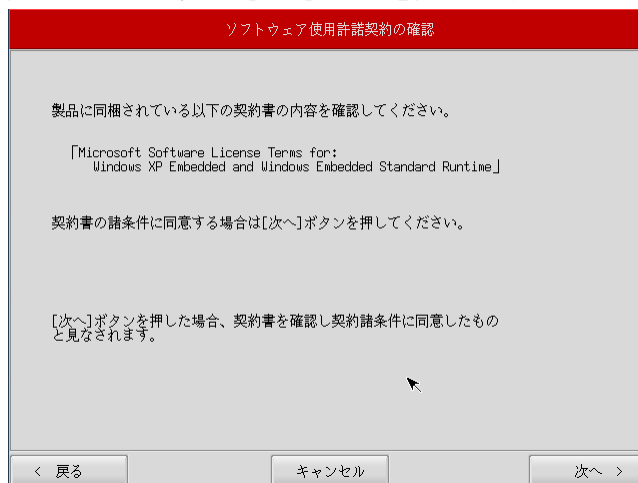 ソフトウェア使用許諾契約の確認
製品に同梱されている以下の契約書の内容を確認してください。
「Microsoft Software License Terms for:
Windows XP Embedded and Windows Embedded Standard Runtime」
契約書の諸条件に同意する場合は[次へ]ボタンを押してください。
[次へ]ボタンを押した場合、契約書を確認し契約諸条件に同意したもの
と見なされます。
< 戻る
キャンセル
次へ >